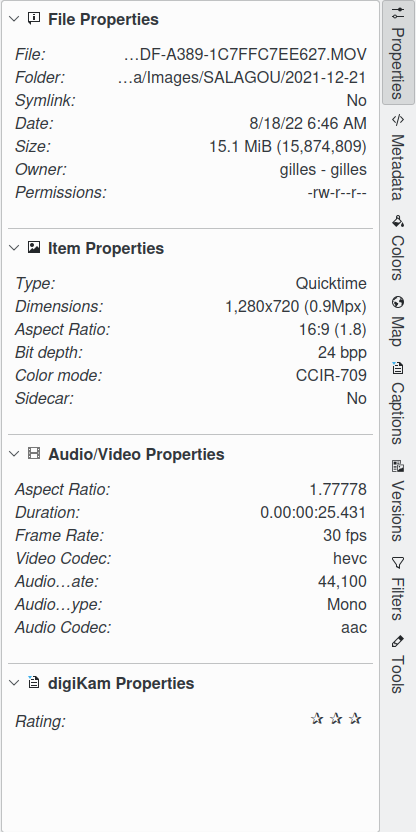 File Properties
File: …DF-A389-1C7FFC7EE627.MOV
Folder: …a/Images/SALAGOU/2021-12-21
Symlink: No
Date: 8/18/22 6:46 AM
Size: 15.1 MiB (15,874,809)
Owner: gilles - gilles
Permissions: -rw-r--r--
Item Properties
Type: Quicktime
Dimensions: 1,280x720 (0.9Mpx)
Aspect Ratio: 16:9 (1.8)
Bit depth: 24 bpp
Color mode: CCIR-709
Sidecar: No
Audio/Video Properties
Aspect Ratio: 1.77778
Duration: 0.00:00:25.431
Frame Rate: 30 fps
Video Codec: hevc
Audio…ate: 44,100
Audio…ype: Mono
Audio Codec: aac
digiKam Properties
Rating:
Properties
Metadata
Colors
Map
Captions
Versions
Filters
Tools